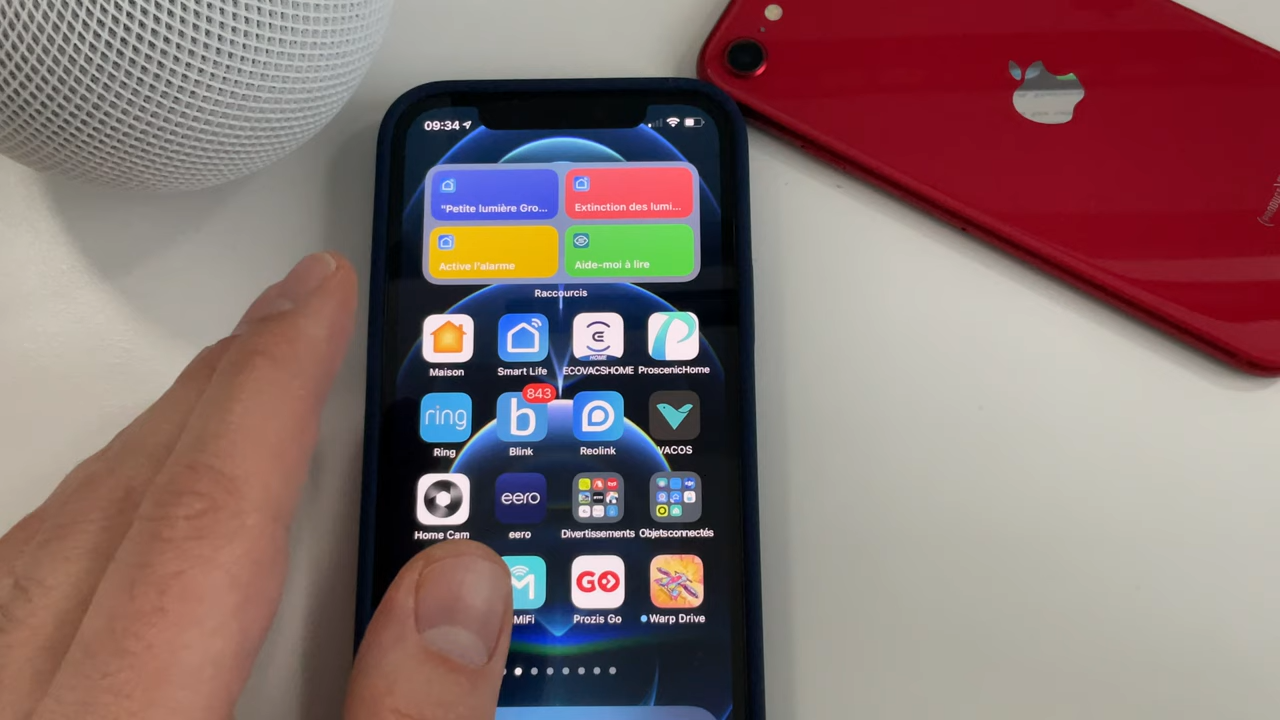 09:34
"Petite lumière Gro...
Extinction des lumi...
Active l'alarme
Aide-moi à lire
Raccourcis
HOME
Maison
Smart Life
ECOVACSHOME
ProscenicHome
843
ring
b
Ring
Blink
Reolink
VACOS
eero
Home Cam
eero
Divertissements
Objetsconnectés
GO
MiFi
Prozis Go
Warp Drive